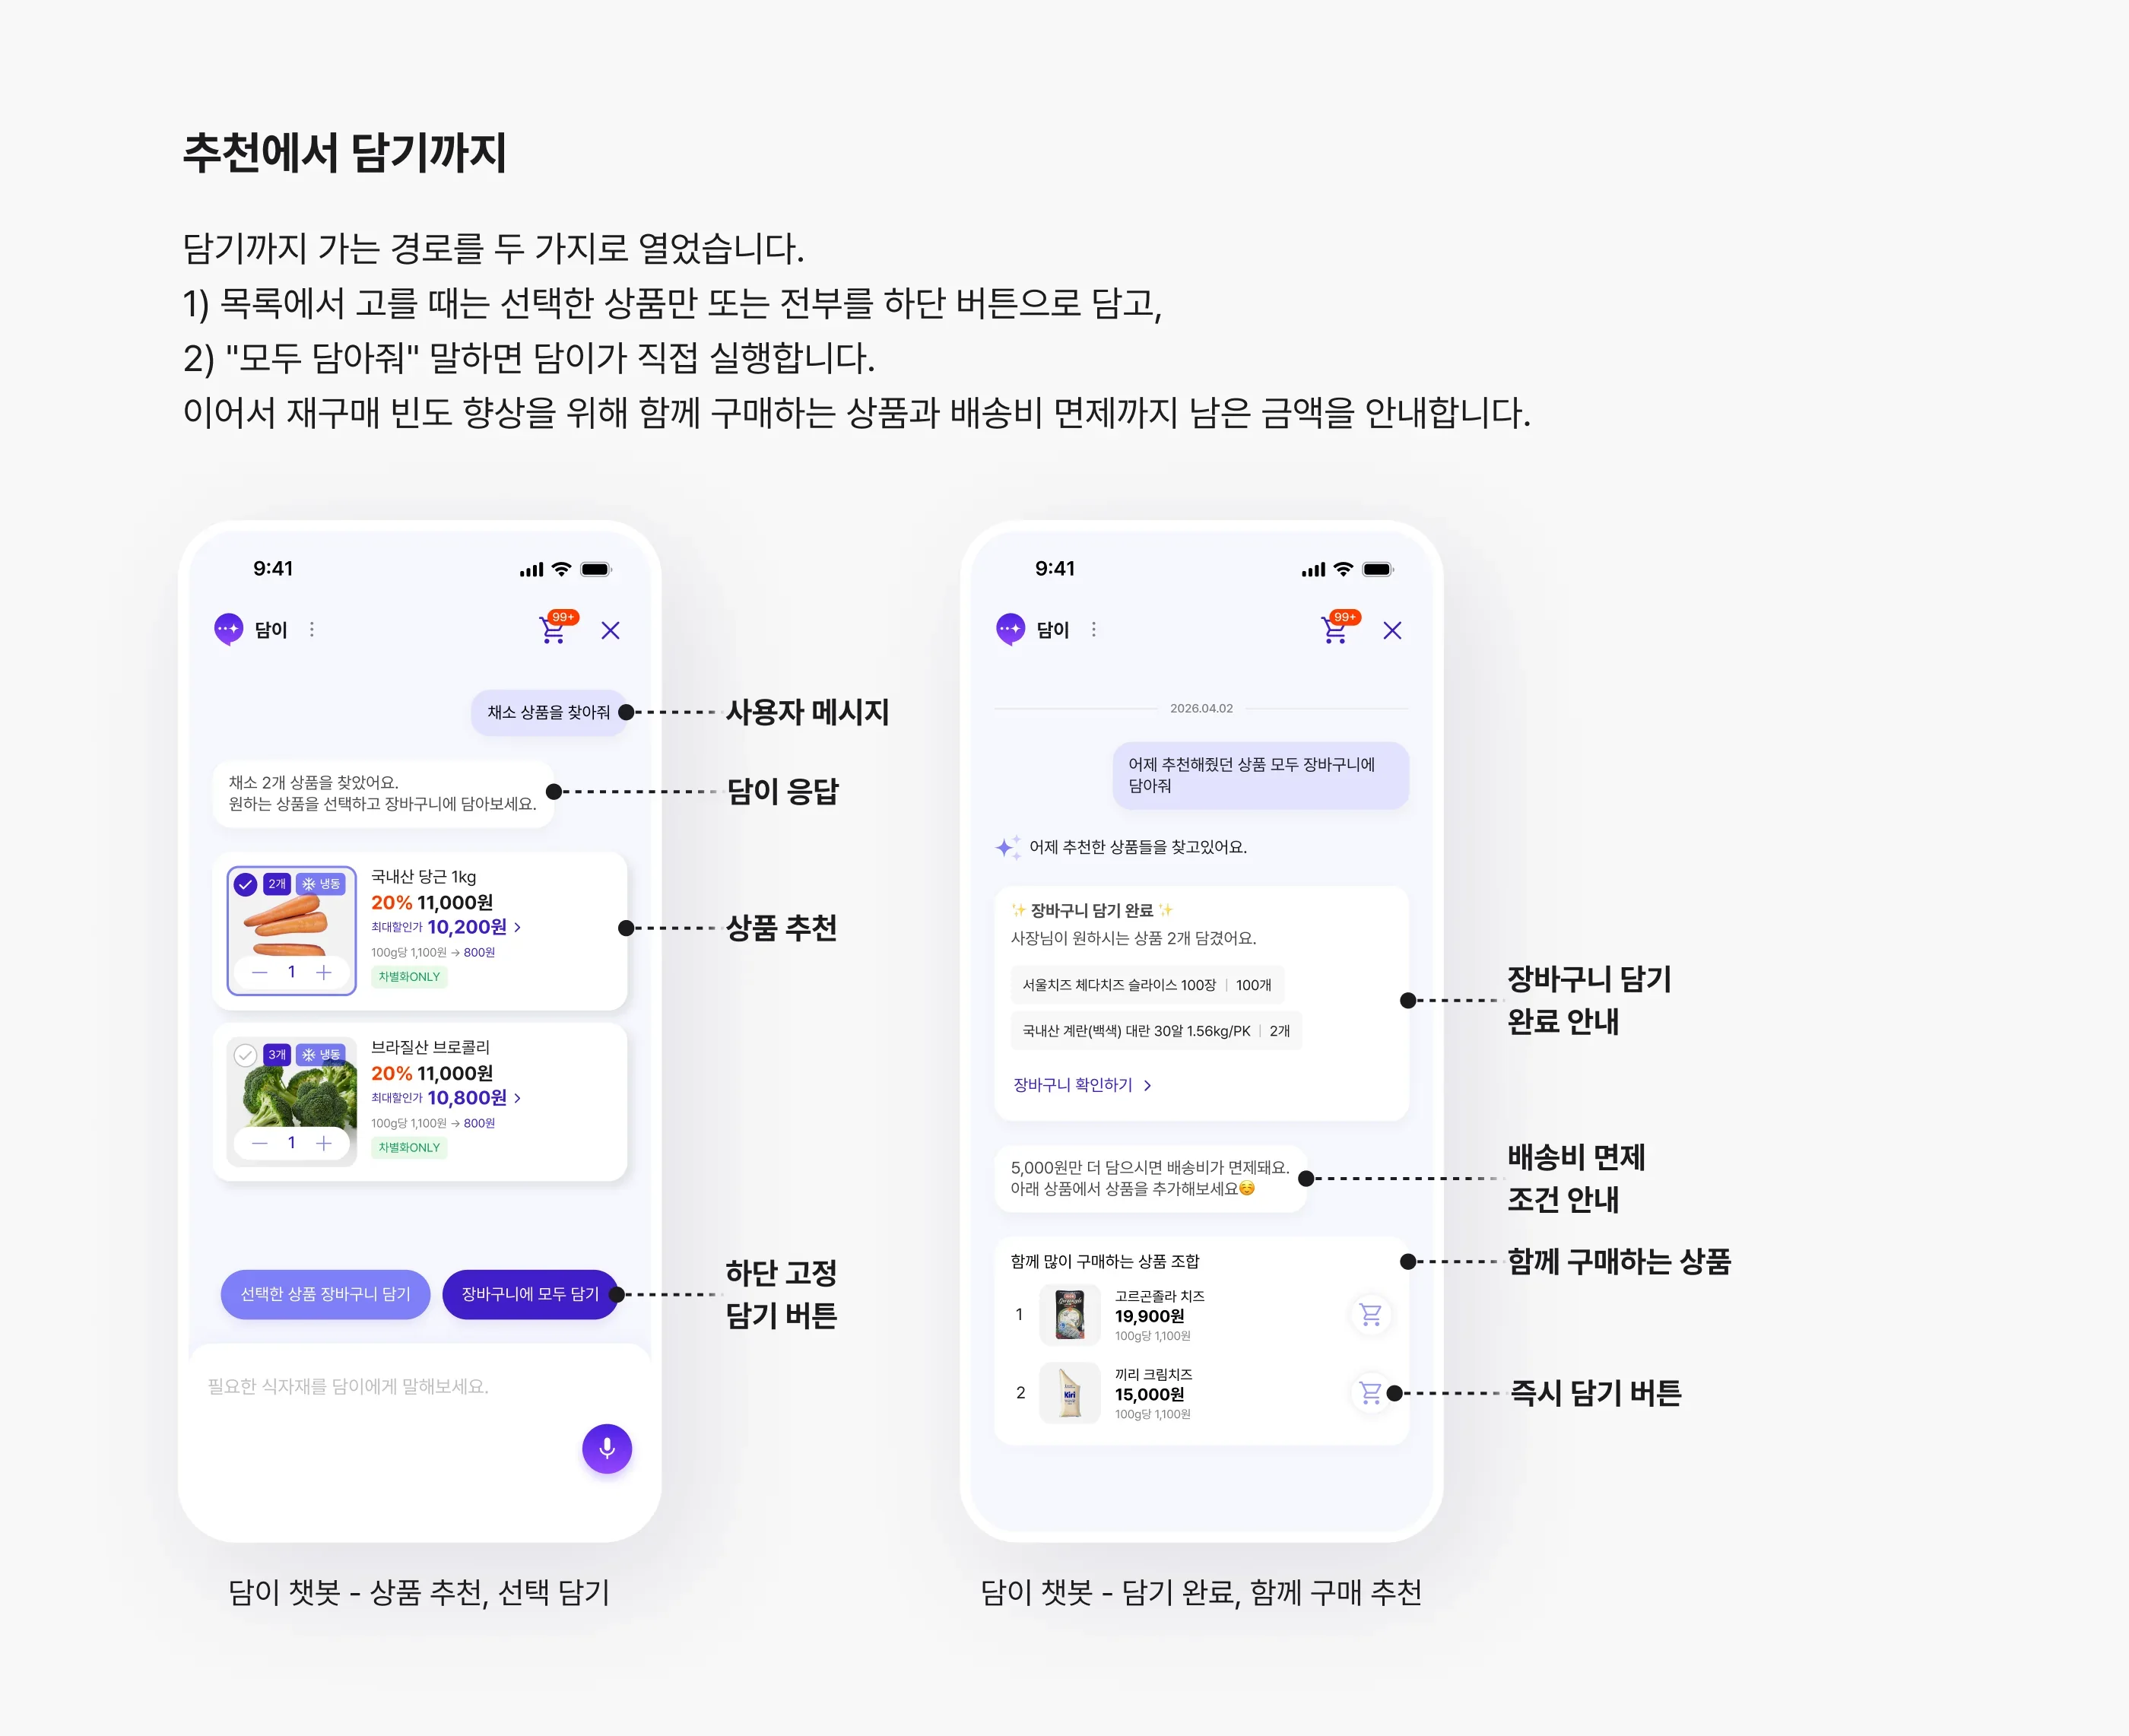 추천에서 담기까지
담기까지 가는 경로를 두 가지로 열었습니다.
1) 목록에서 고를 때는 선택한 상품만 또는 전부를 하단 버튼으로 담고,
2) "모두 담아줘" 말하면 담이가 직접 실행합니다.
이어서 재구매 빈도 향상을 위해 함께 구매하는 상품과 배송비 면제까지 남은 금액을 안내합니다.
9:41
담이
99+
채소 상품을 찾아줘
사용자 메시지
채소 2개 상품을 찾았어요.
원하는 상품을 선택하고 장바구니에 담아보세요.
담이 응답
2개
냉동
1
국내산 당근 1kg
20% 11,000원
최대할인가 10,200원
100g당 1,100원 → 800원
차별화ONLY
상품 추천
3개
냉동
1
브라질산 브로콜리
20% 11,000원
최대할인가 10,800원
100g당 1,100원 → 800원
차별화ONLY
선택한 상품 장바구니 담기
장바구니에 모두 담기
하단 고정
담기 버튼
필요한 식자재를 담이에게 말해보세요.
담이 챗봇 - 상품 추천, 선택 담기
9:41
담이
99+
2026.04.02
어제 추천해줬던 상품 모두 장바구니에
담아줘
어제 추천한 상품들을 찾고있어요.
장바구니 담기 완료
사장님이 원하시는 상품 2개 담겼어요.
서울치즈 체다치즈 슬라이스 100장 | 100개
국내산 계란(백색) 대란 30알 1.56kg/PK | 2개
장바구니 확인하기
장바구니 담기
완료 안내
5,000원만 더 담으시면 배송비가 면제돼요.
아래 상품에서 상품을 추가해보세요☺️
배송비 면제
조건 안내
함께 많이 구매하는 상품 조합
함께 구매하는 상품
1
고르곤졸라 치즈
19,900원
100g당 1,100원
2
Kiri
끼리 크림치즈
15,000원
100g당 1,100원
즉시 담기 버튼
담이 챗봇 - 담기 완료, 함께 구매 추천